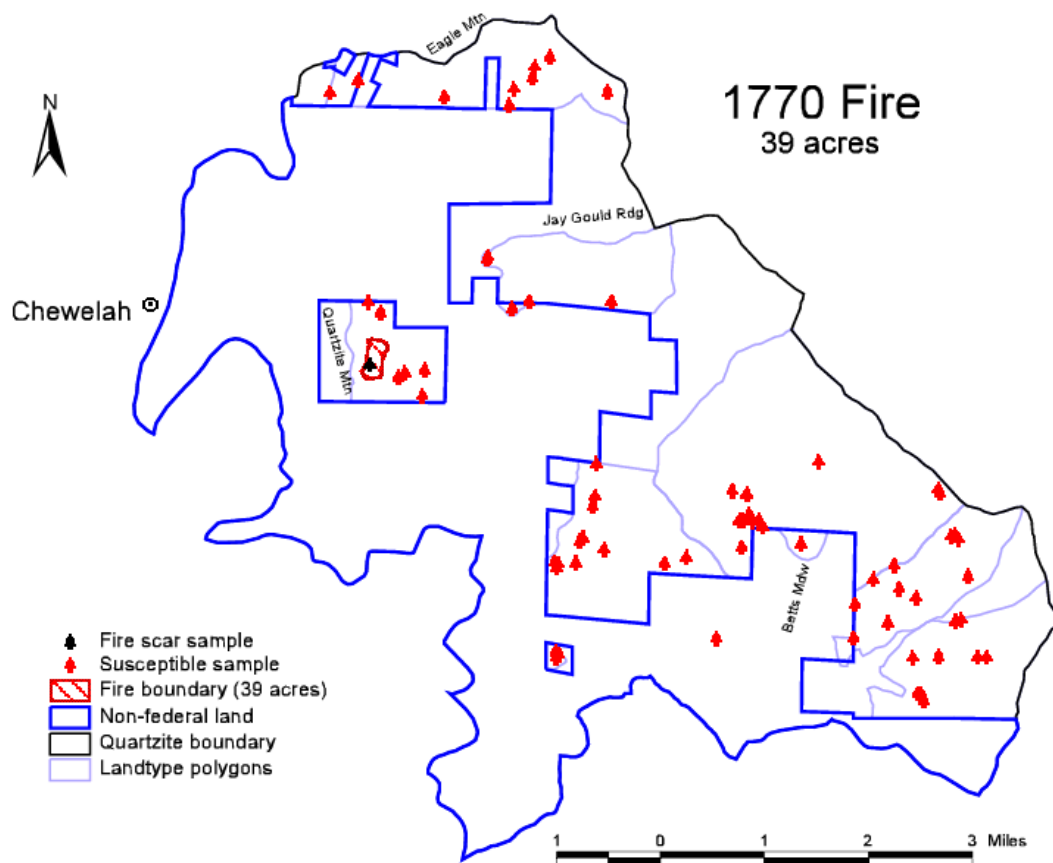 Eagle Mtn
1770 Fire
39 acres
N
Jay Gould Rdg
Chewelah
Quartzite Mtn
Betts Mdw
Fire scar sample
Susceptible sample
Fire boundary (39 acres)
Non-federal land
Quartzite boundary
Landtype polygons
1 0 1 2 3 Miles